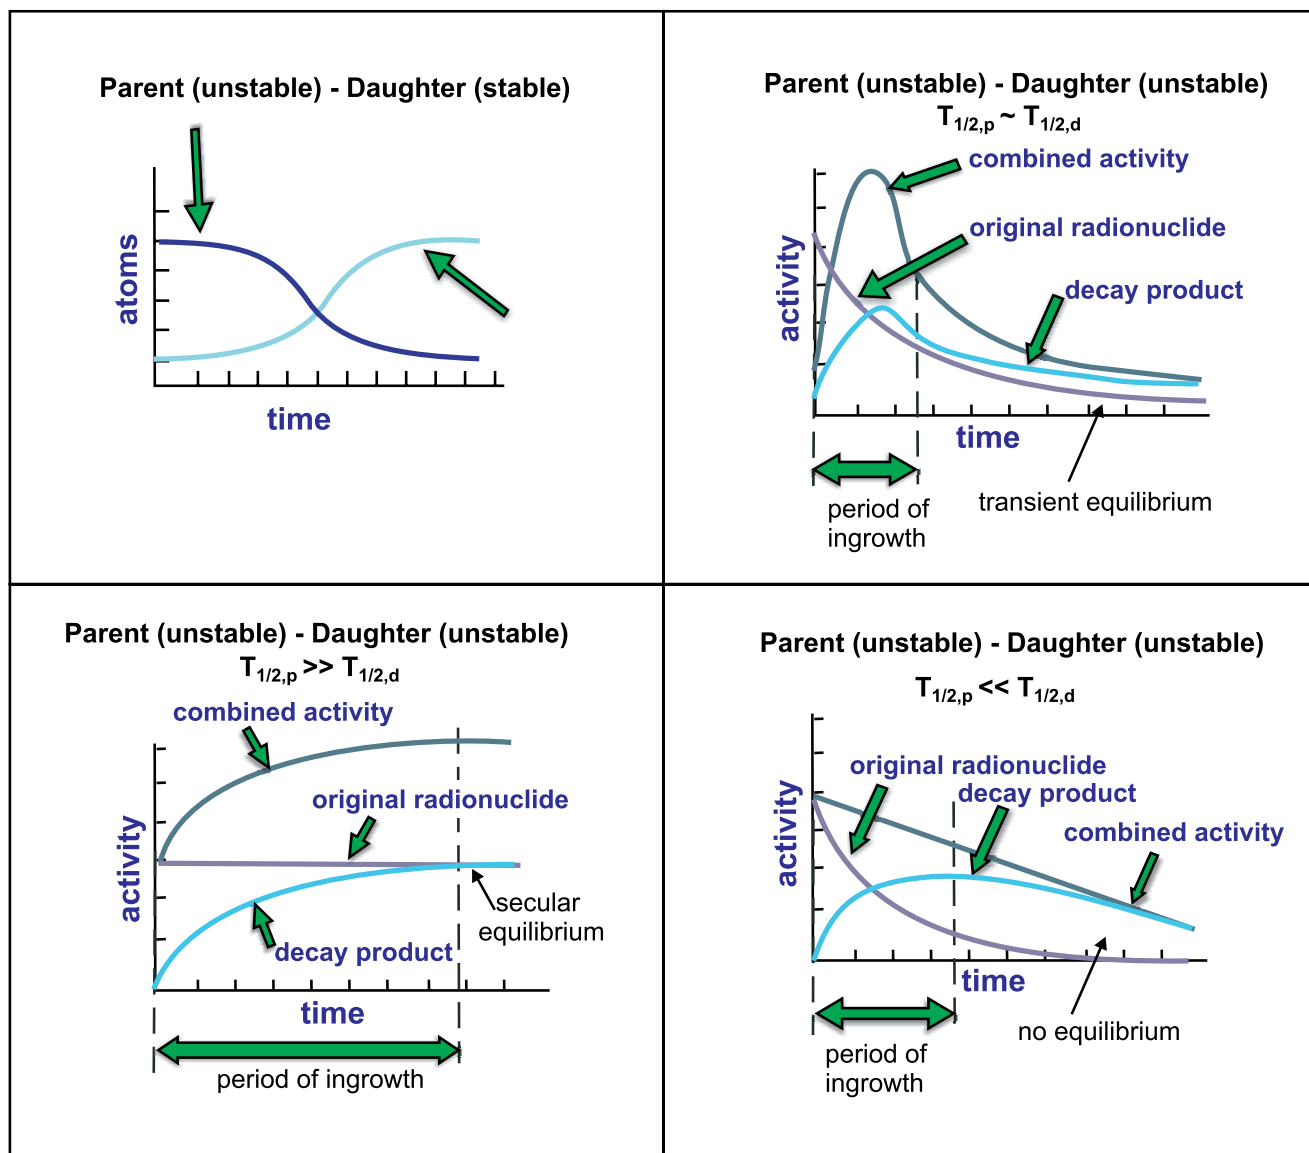 Parent (unstable) - Daughter (stable)
atoms
time
Parent (unstable) - Daughter (unstable)
T1/2,p ~ T1/2,d
combined activity
original radionuclide
decay product
activity
time
period of
ingrowth
transient equilibrium
Parent (unstable) - Daughter (unstable)
T1/2,p >> T1/2,d
combined activity
original radionuclide
activity
secular
equilibrium
decay product
time
period of ingrowth
Parent (unstable) - Daughter (unstable)
T1/2,p << T1/2,d
original radionuclide
decay product
combined activity
activity
time
no equilibrium
period of
ingrowth